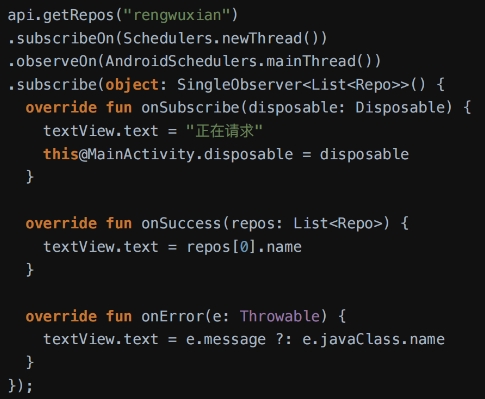 api.getRepos("rengwuxian")
.subscribeOn(Schedulers.newThread())
.observeOn(AndroidSchedulers.mainThread())
.subscribe(object: SingleObserver<List<Repo>>() {
  override fun onSubscribe(disposable: Disposable) {
    textView.text = "正在请求"
    this@MainActivity.disposable = disposable
  }

  override fun onSuccess(repos: List<Repo>) {
    textView.text = repos[0].name
  }

  override fun onError(e: Throwable) {
    textView.text = e.message ?: e.javaClass.name
  }
});